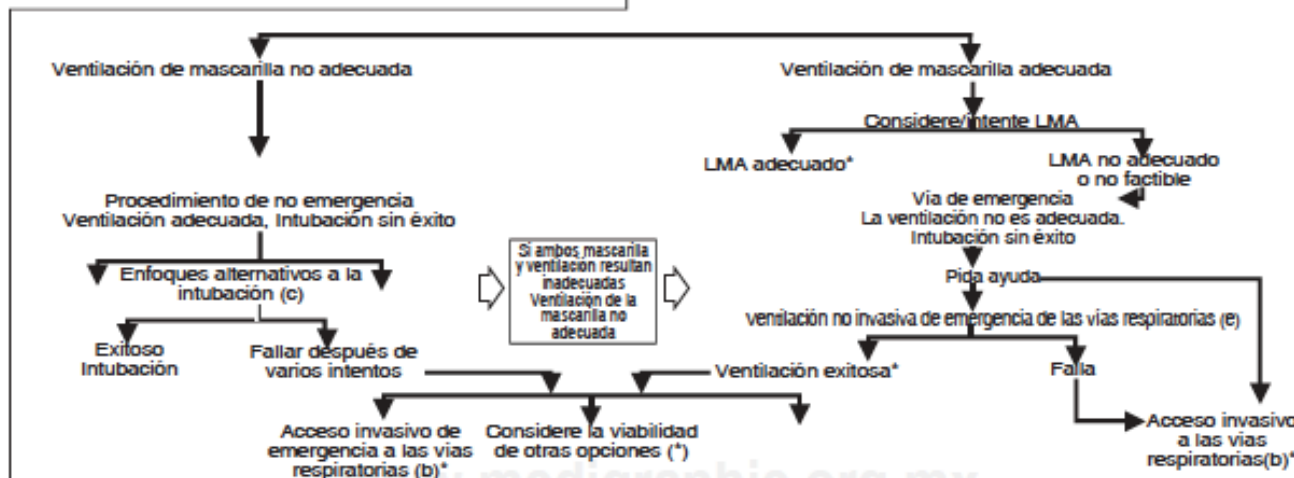 Ventilación de mascarilla no adecuada
Ventilación de mascarilla adecuada
Considere/intente LMA
LMA adecuado*
LMA no adecuado
o no factible
Procedimiento de no emergencia
Ventilación adecuada, Intubación sin éxito
Vía de emergencia
La ventilación no es adecuada.
Intubación sin éxito
Enfoques alternativos a la
intubación (c)
Si ambos mascarilla
y ventilación resultan
inadecuadas
Ventilación de la
mascarilla no
adecuada
Pida ayuda
ventilación no invasiva de emergencia de las vías respiratorias (e)
Exitoso
Intubación
Fallar después de
varios intentos
Ventilación exitosa*
Falla
Acceso invasivo de
emergencia a las vías
respiratorias (b)*
Considere la viabilidad
de otras opciones (*)
Acceso invasivo
a las vías
respiratorias(b)*
medigraphic.org.mx